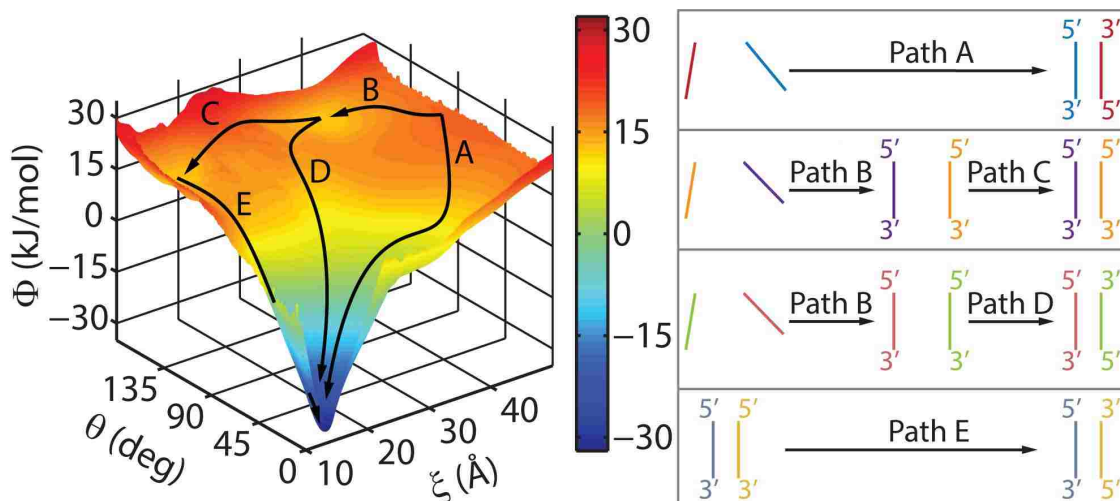 Φ (kJ/mol)
30
15
0
−15
−30
135
90
45
0
θ (deg)
10
20
30
40
ξ (Å)
A
B
C
D
E
30
15
0
−15
−30
Path A
5′ 3′
3′ 5′
Path B
5′ 5′
3′ 3′
Path C
5′ 5′
3′ 3′
Path B
5′ 5′
3′ 3′
Path D
5′ 3′
3′ 5′
5′ 5′
3′ 3′
Path E
5′ 3′
3′ 5′